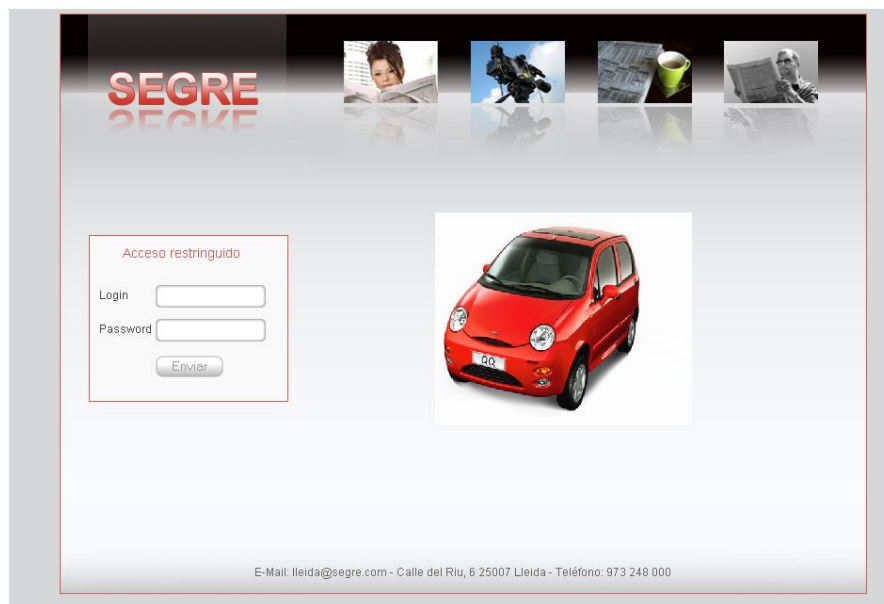 SEGRE
Acceso restringuido
Login
Password
Enviar
QQ
E-Mail: lleida@segre.com - Calle del Riu, 6 25007 Lleida - Teléfono: 973 248 000